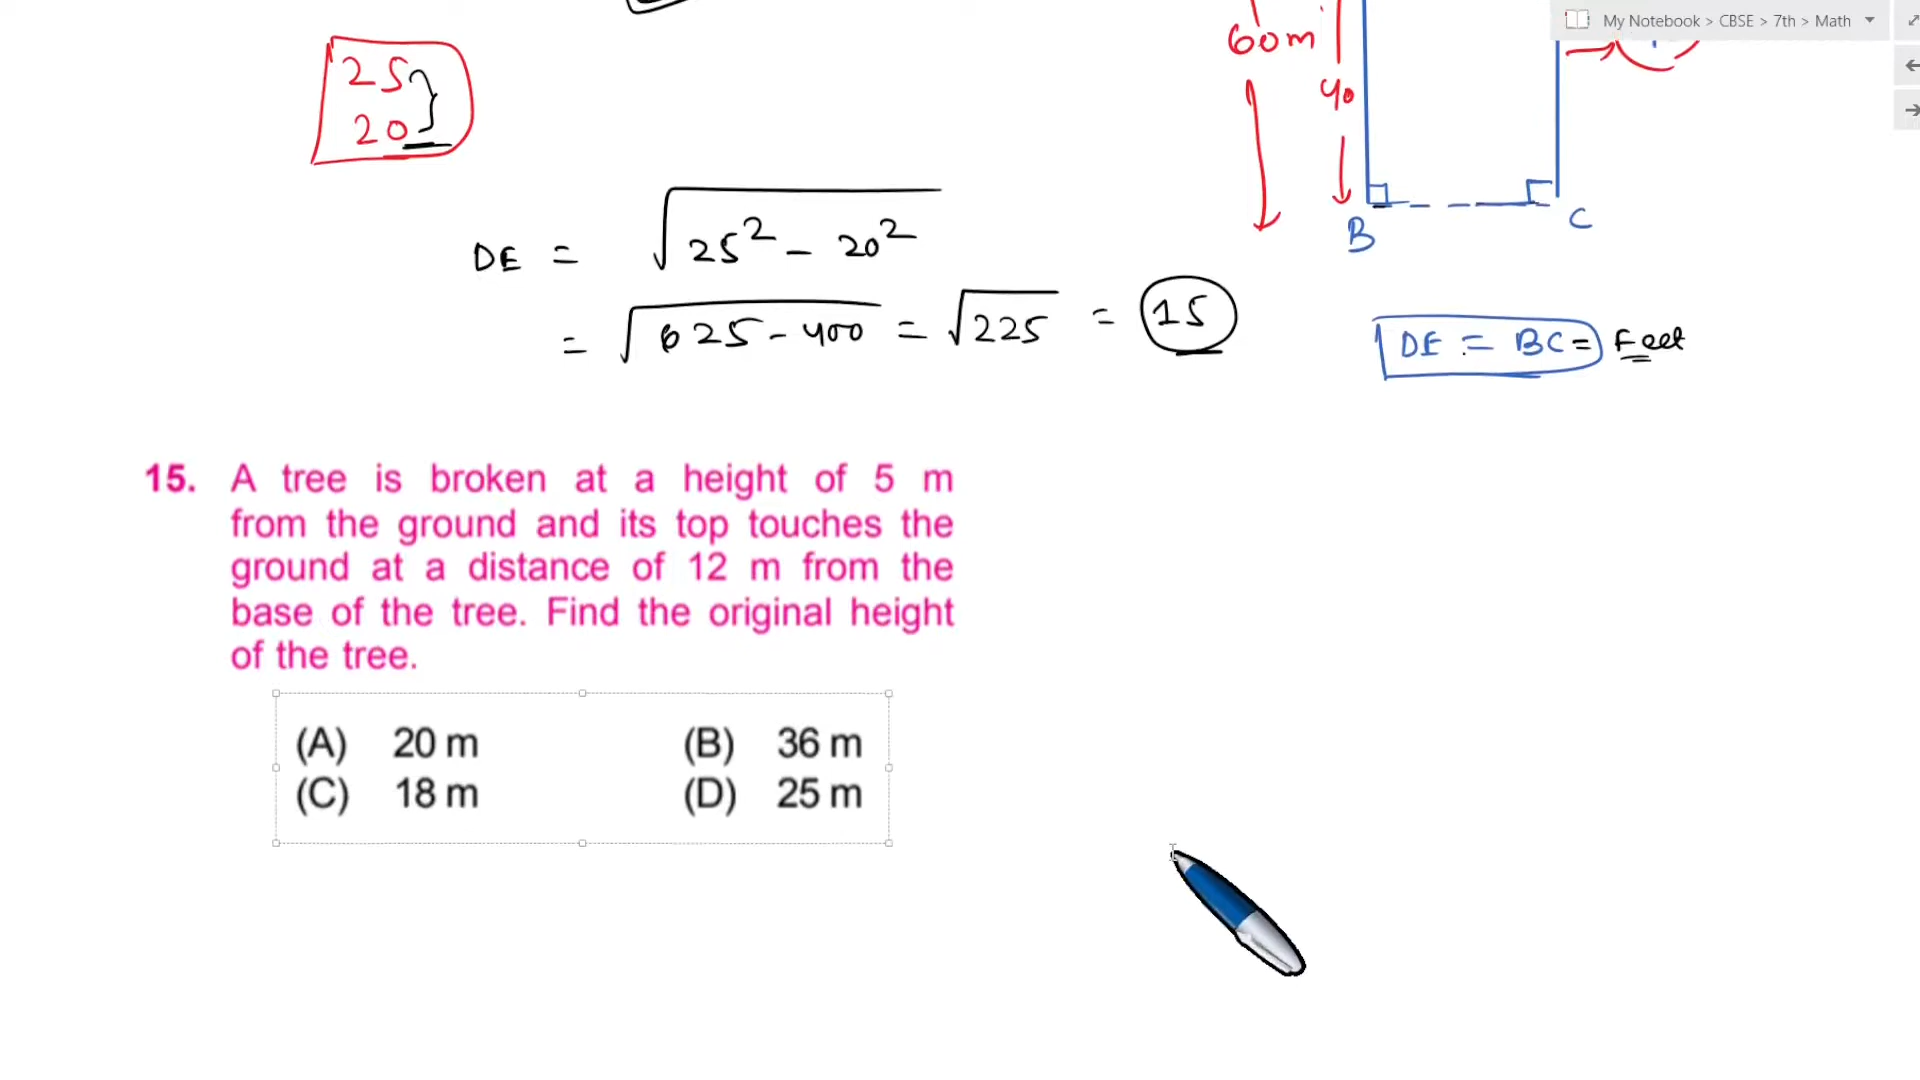 My Notebook > CBSE > 7th > Math
60m
40
25
20
B
C
DE = √25² - 20²
= √625-400 = √225 = 15
DE = BC = Feet
15. A tree is broken at a height of 5 m
from the ground and its top touches the
ground at a distance of 12 m from the
base of the tree. Find the original height
of the tree.
(A) 20 m (B) 36 m
(C) 18 m (D) 25 m